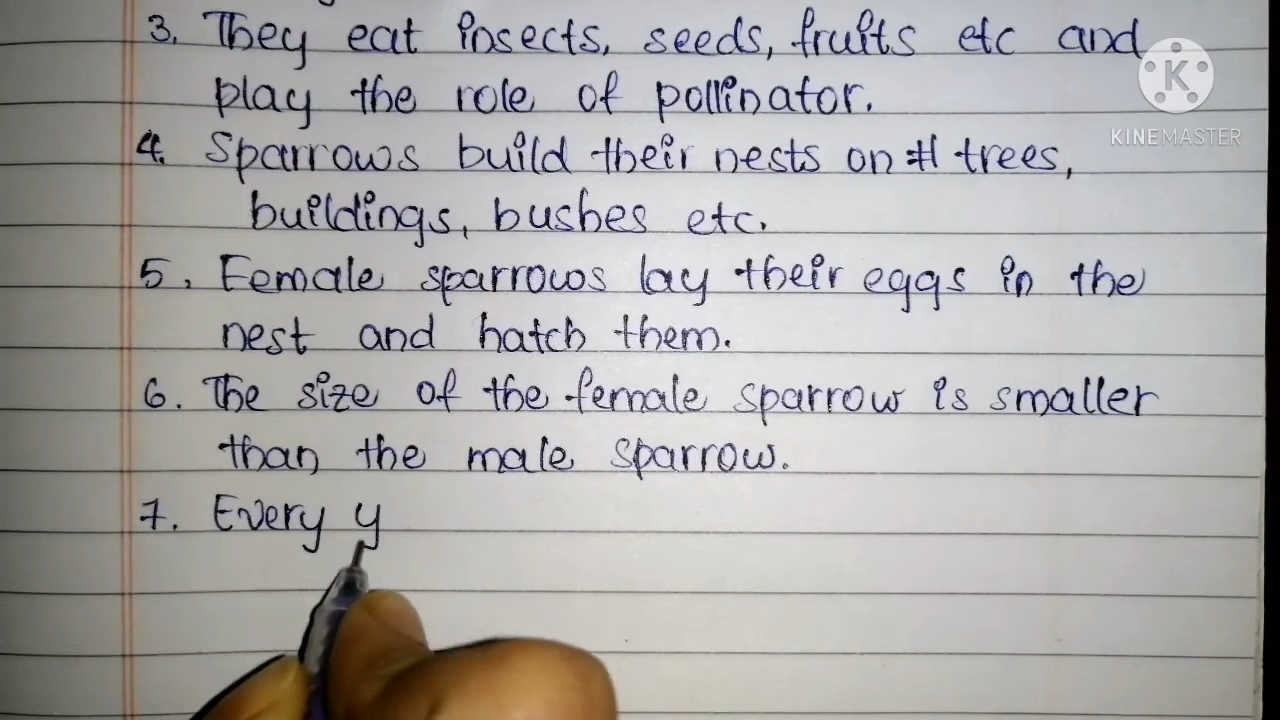 3. They eat insects, seeds, fruits etc and
play the role of pollinator.
KINEMASTER
4. Sparrows build their nests on trees,
buildings, bushes etc.
5. Female sparrows lay their eggs in the
nest and hatch them.
6. The size of the female sparrow is smaller
than the male sparrow.
7. Every y